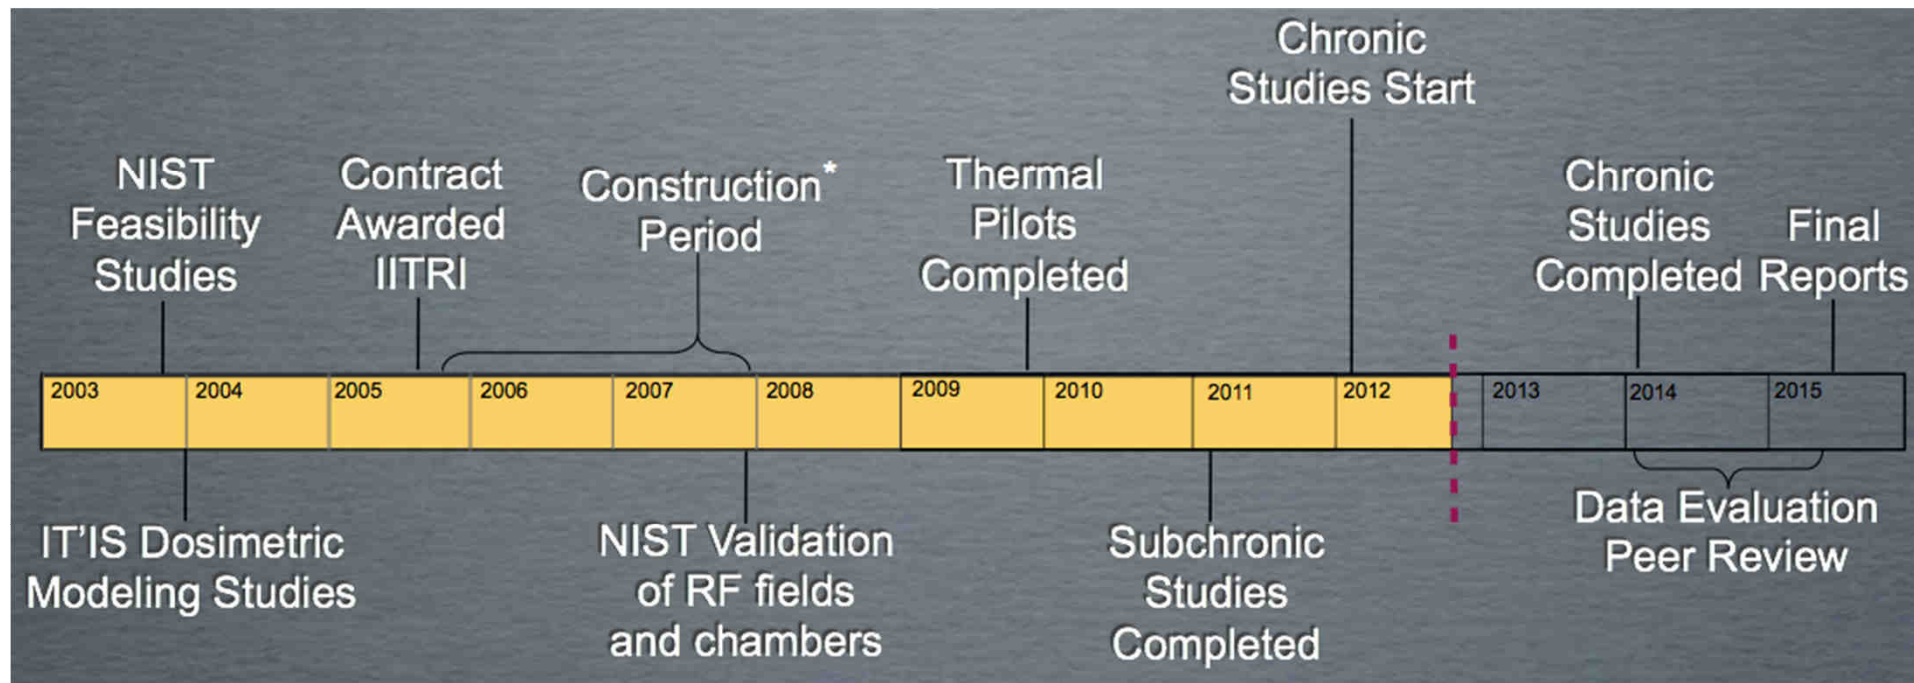 Chronic
Studies Start
NIST
Feasibility
Studies
Contract
Awarded
IITRI
Construction*
Period
Thermal
Pilots
Completed
Chronic
Studies
Completed
Final
Reports
2003
2004
2005
2006
2007
2008
2009
2010
2011
2012
2013
2014
2015
IT'IS Dosimetric
Modeling Studies
NIST Validation
of RF fields
and chambers
Subchronic
Studies
Completed
Data Evaluation
Peer Review